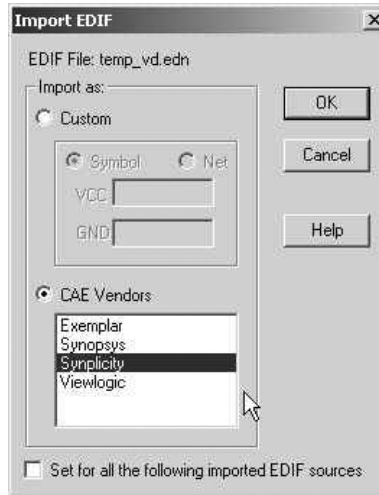 Import EDIF
EDIF File: temp_vd.edn
Import as:
Custom
Symbol Net
VCC
GND
CAE Vendors
Exemplar
Synopsys
Synplicity
Viewlogic
OK
Cancel
Help
Set for all the following imported EDIF sources